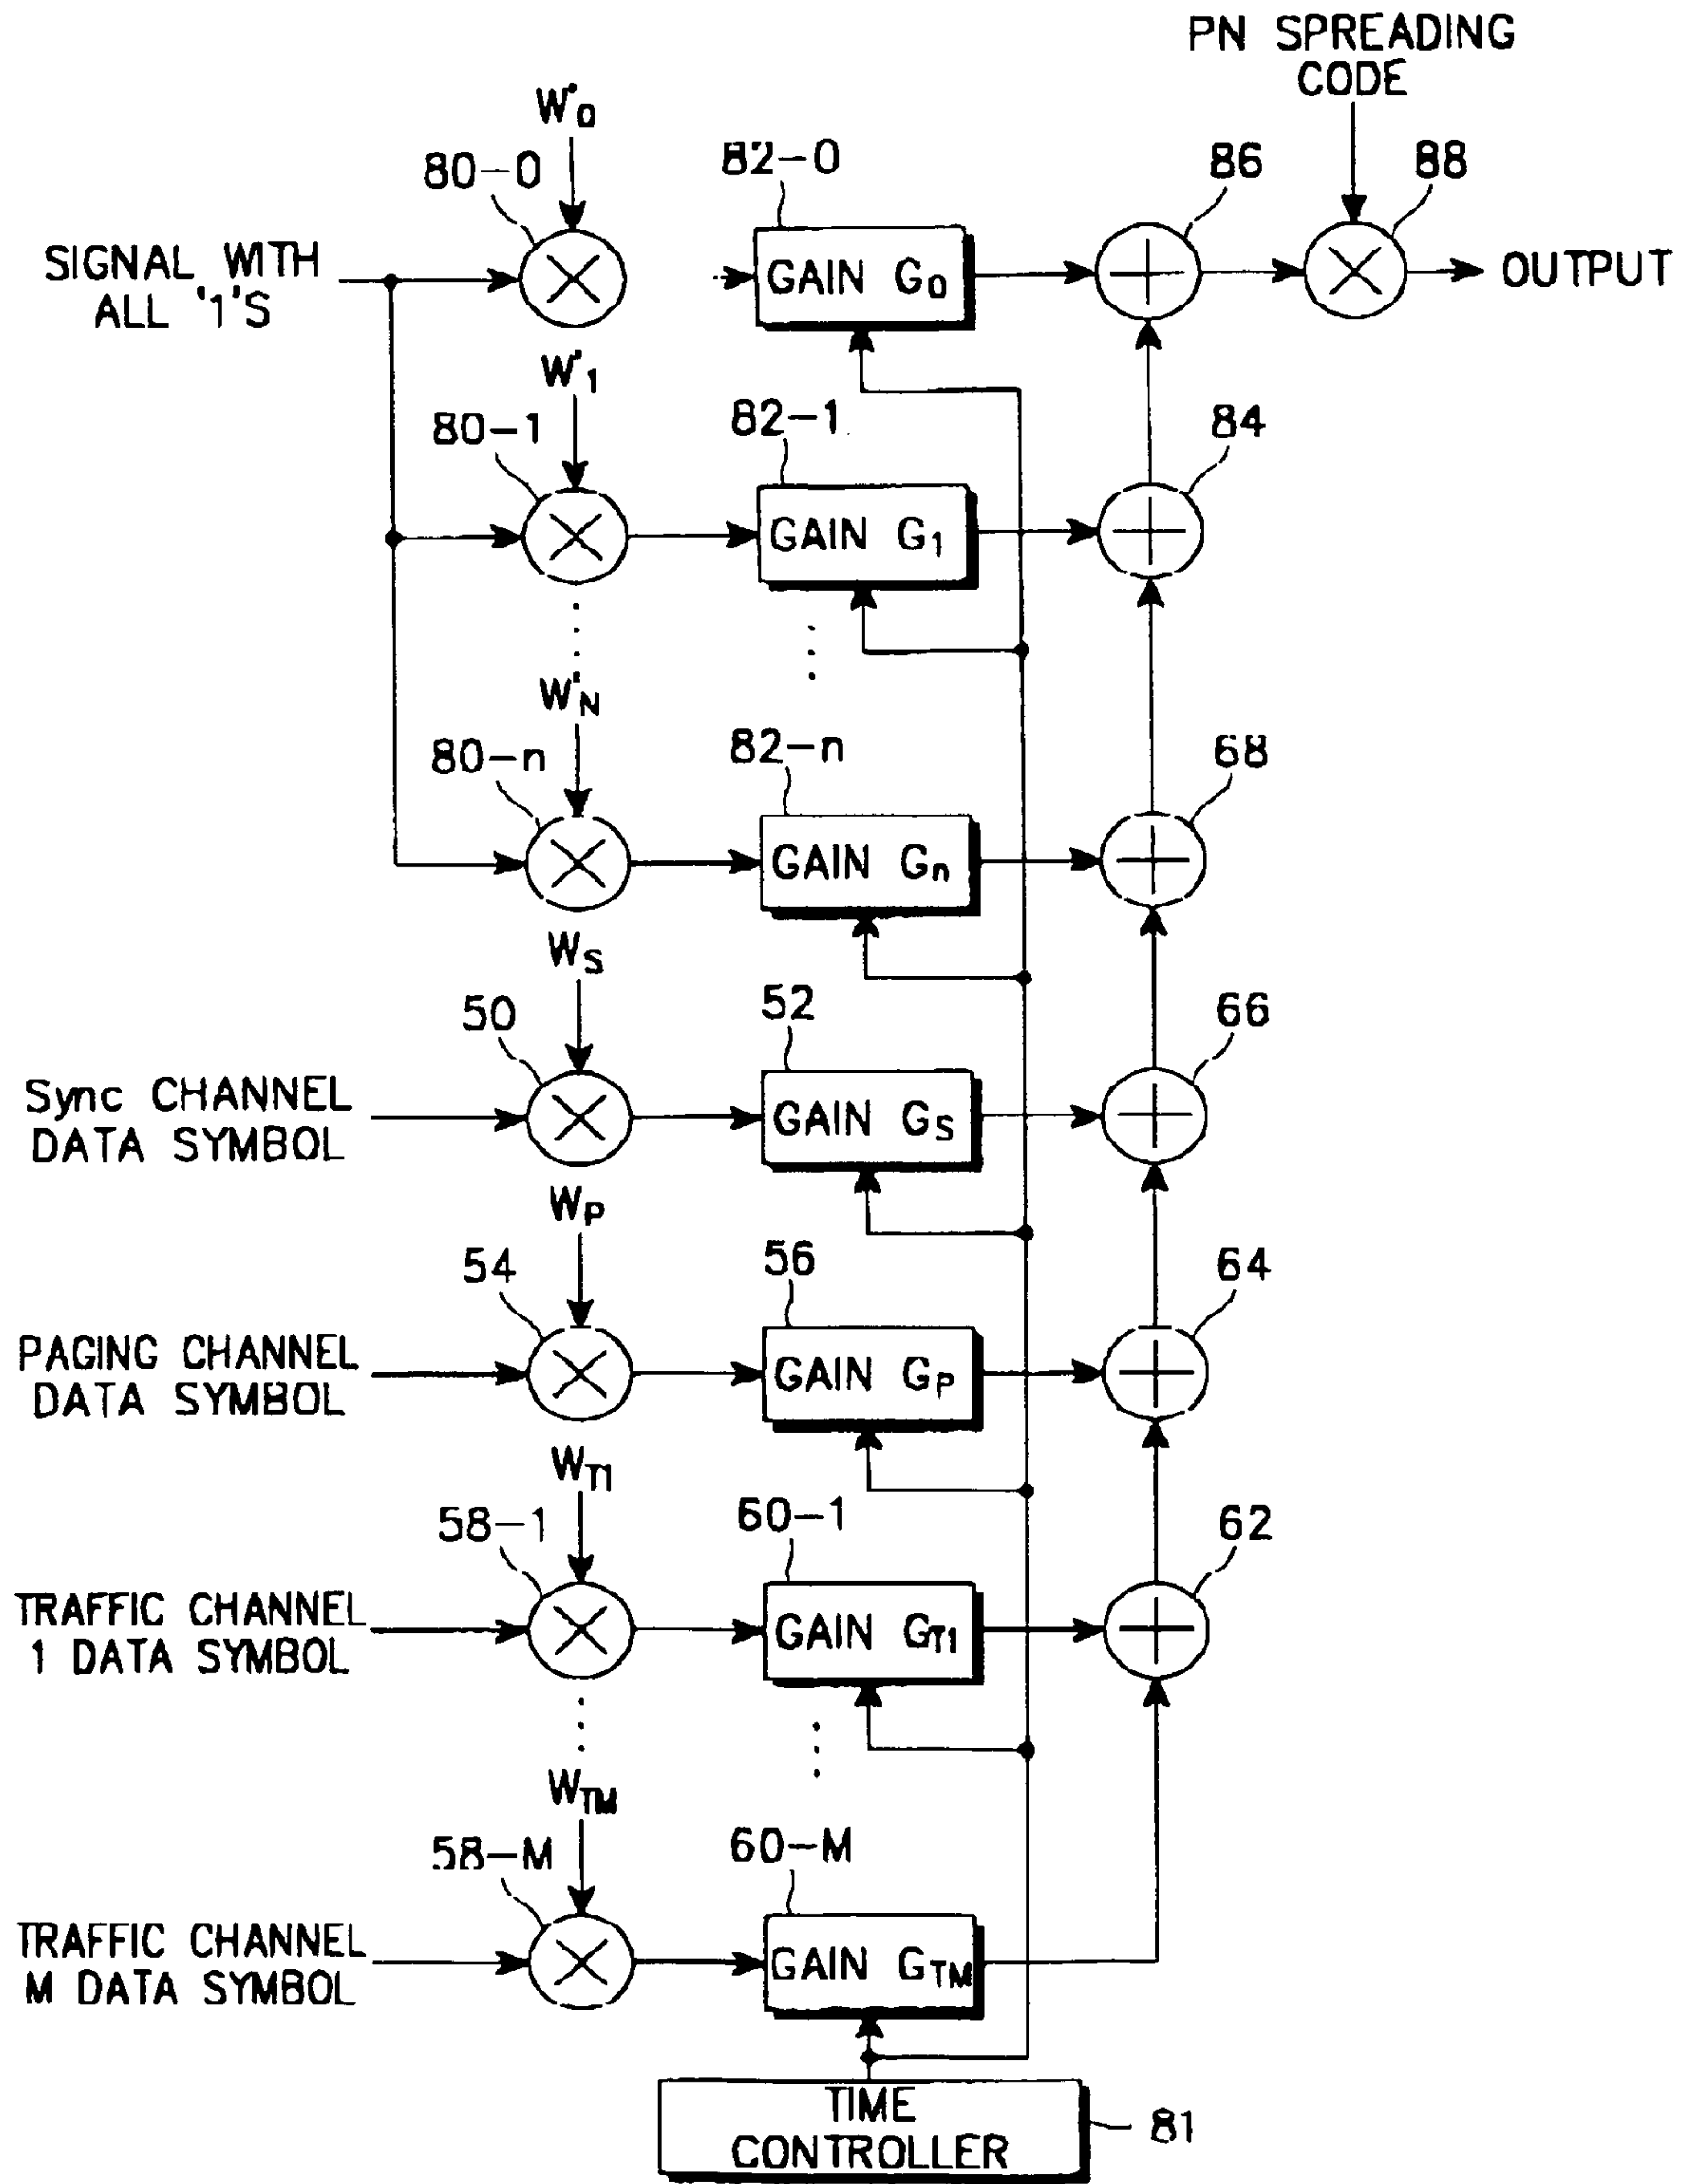 PN SPREADING
CODE
W'0
80-0
82-0
86
88
SIGNAL WITH
ALL '1'S
GAIN G0
OUTPUT
W'1
80-1
82-1
84
GAIN G1
W'N
80-n
82-n
68
GAIN Gn
WS
50
52
66
Sync CHANNEL
DATA SYMBOL
GAIN GS
WP
54
56
64
PAGING CHANNEL
DATA SYMBOL
GAIN GP
WT1
58-1
60-1
62
TRAFFIC CHANNEL
1 DATA SYMBOL
GAIN GT1
WTM
58-M
60-M
TRAFFIC CHANNEL
M DATA SYMBOL
GAIN GTM
TIME
CONTROLLER
81